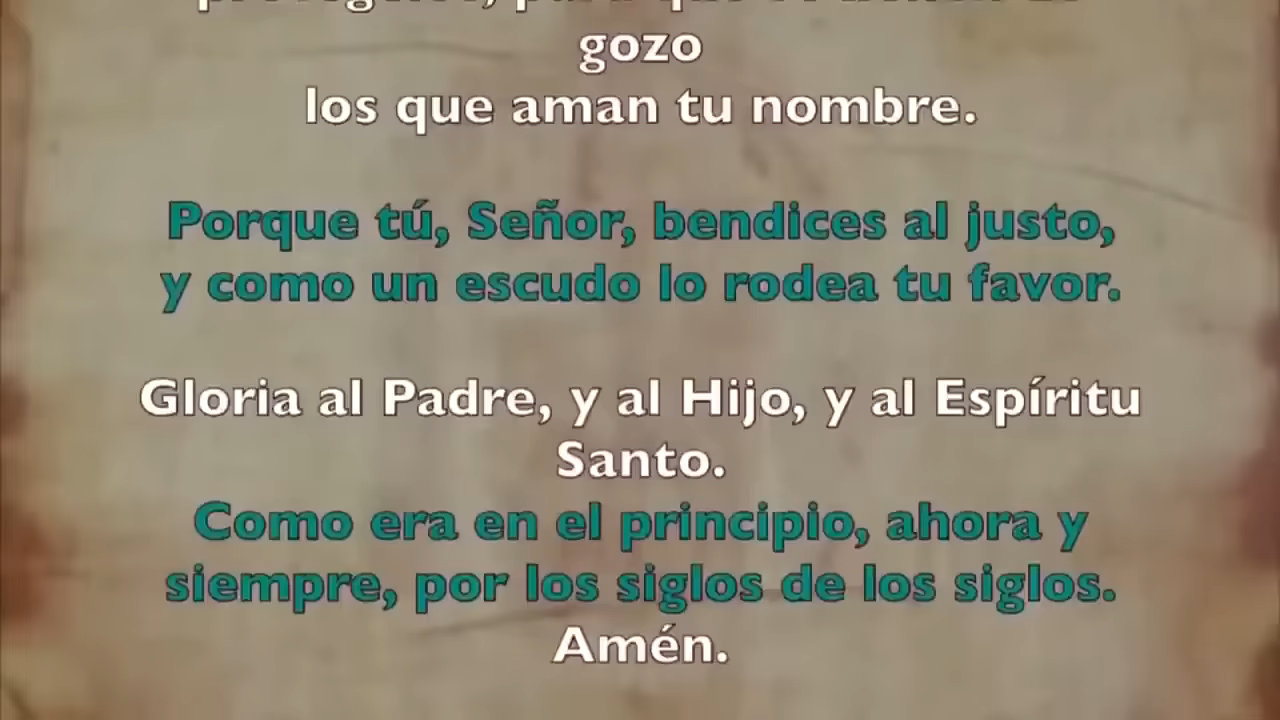 gozo
los que aman tu nombre.
Porque tú, Señor, bendices al justo,
y como un escudo lo rodea tu favor.
Gloria al Padre, y al Hijo, y al Espíritu
Santo.
Como era en el principio, ahora y
siempre, por los siglos de los siglos.
Amén.